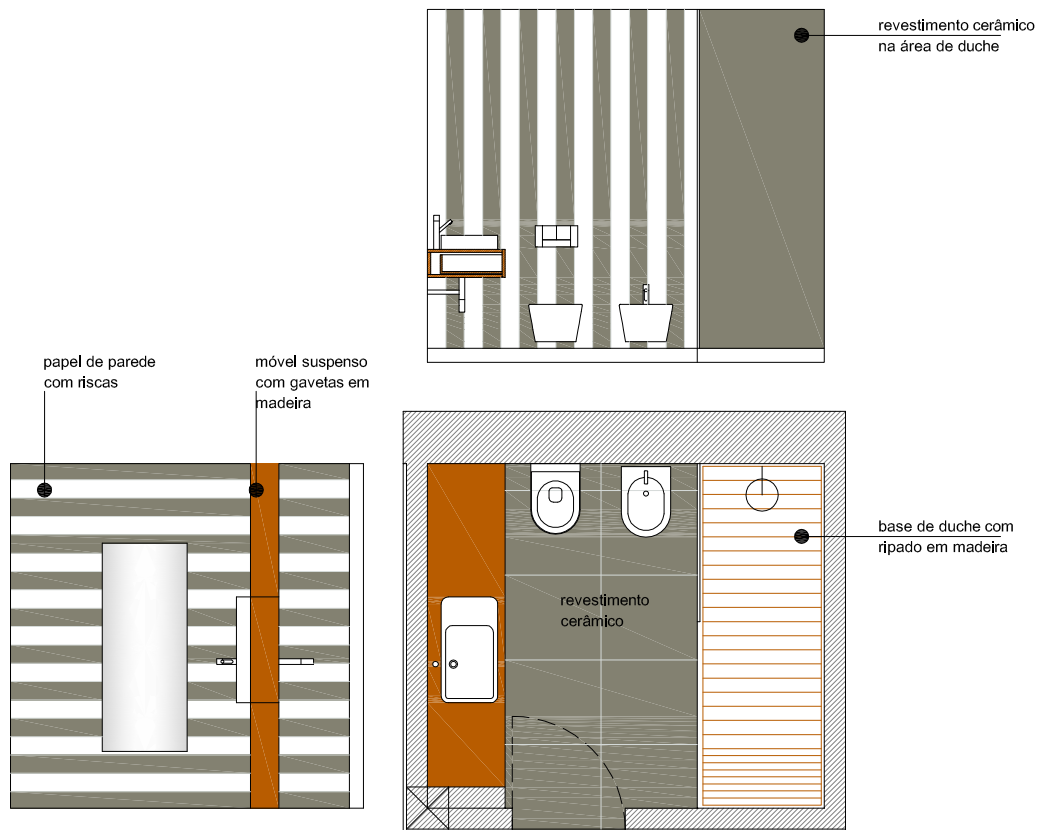 revestimento cerâmico
na área de duche
papel de parede
com riscas
móvel suspenso
com gavetas em
madeira
base de duche com
ripado em madeira
revestimento
cerâmico